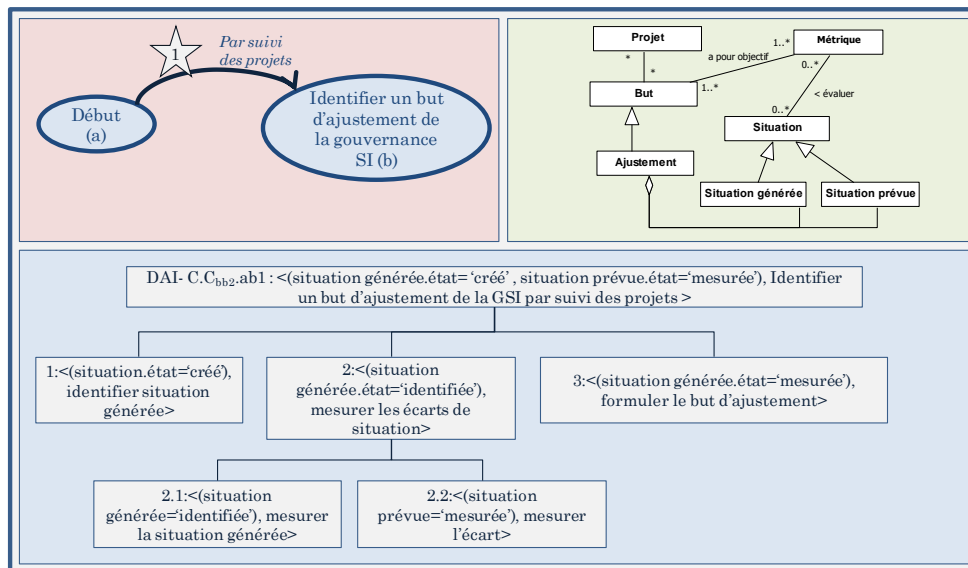 1
Par suivi
des projets
Début
(a)
Identifier un but
d'ajustement de
la gouvernance
SI (b)
Projet
*
*
But
1..*
a pour objectif
1..*
Métrique
0..*
< évaluer
0..*
Situation
Ajustement
Situation générée
Situation prévue
DAI- C.Cbb2.ab1 : <(situation générée.état= 'créé' , situation prévue.état='mesurée'), Identifier
un but d'ajustement de la GSI par suivi des projets >
1:<(situation.état='créé'),
identifier situation
générée>
2:<(situation
générée.état='identifiée'),
mesurer les écarts de
situation>
3:<(situation générée.état='mesurée'),
formuler le but d'ajustement>
2.1:<(situation
générée='identifiée'), mesurer
la situation générée>
2.2:<(situation
prévue='mesurée'), mesurer
l'écart>